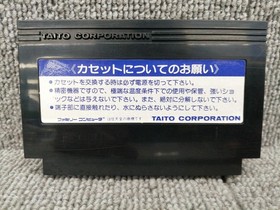 TAITO CORPORATION
カセットについてのお願い
●カセットを交換する時は必ず電源を切って下さい。
●精密機器ですので、極端な温度条件下での使用や保管、強いショ
ックなどは与えないで下さい。また、絶対に分解しないで下さい。
●端子部に直接触れたり、水にぬらさないようにして下さい。
ファミリーコンピュータ
TAITO CORPORATION